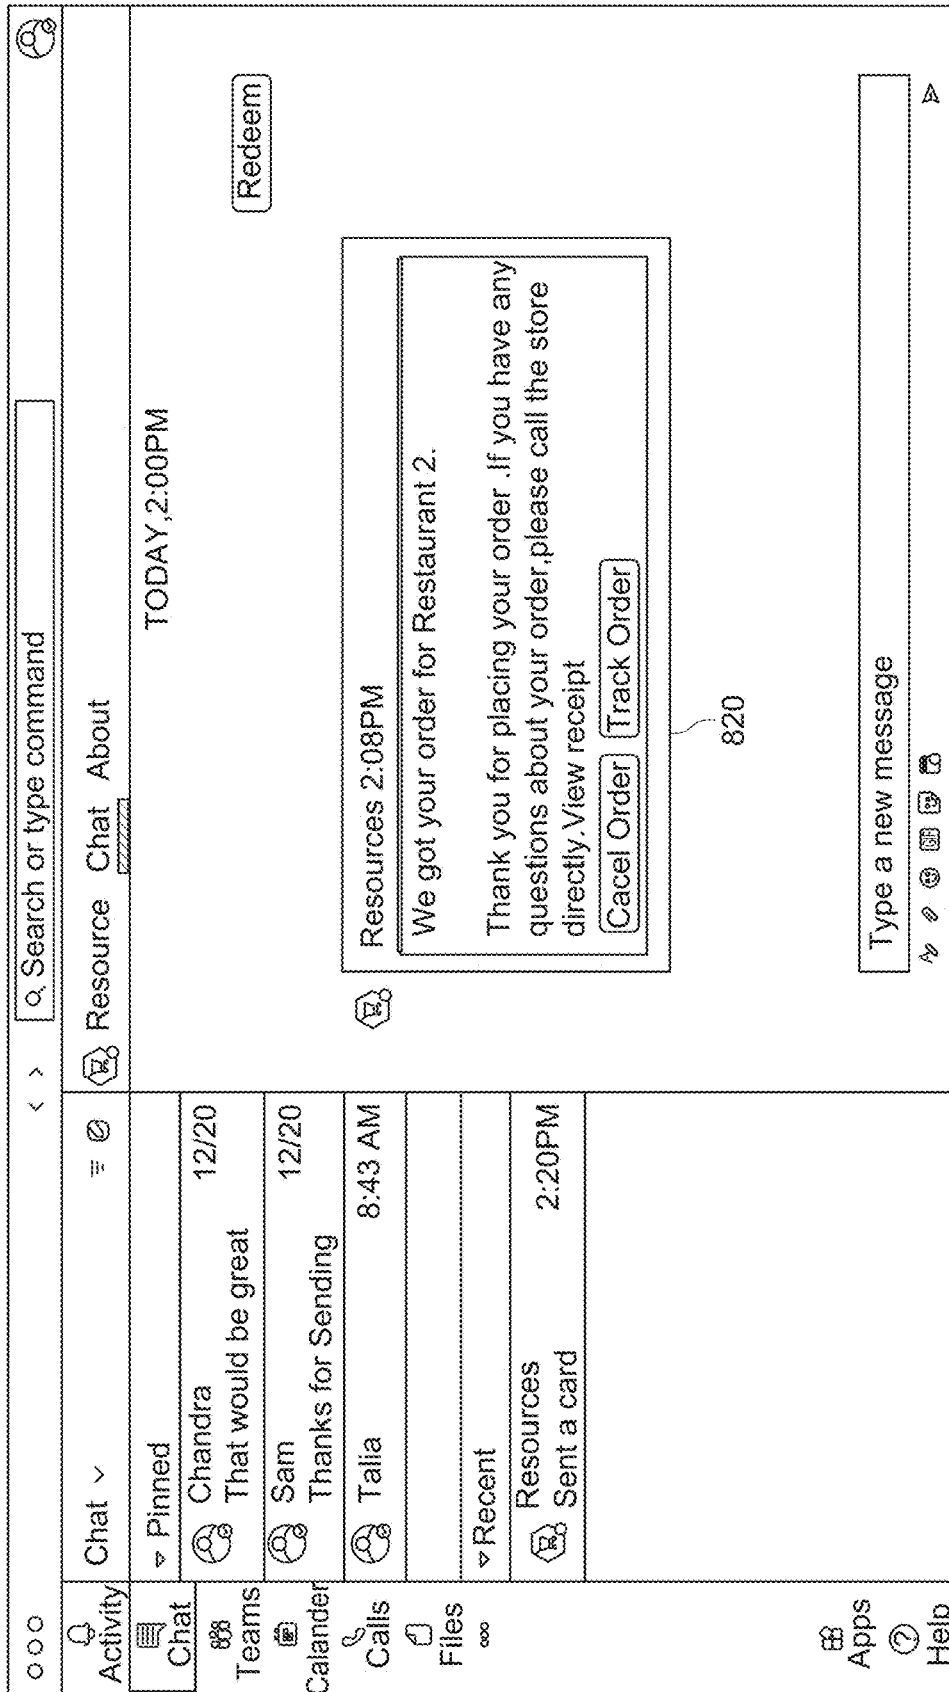 Search or type command
Activity
Chat
Teams
Calander
Calls
Files
Apps
Help
Chat
Pinned
Chandra 12/20
That would be great
Sam 12/20
Thanks for Sending
Talia 8:43 AM
Recent
Resources 2:20PM
Sent a card
Resource Chat About
TODAY,2:00PM
Redeem
Resources 2:08PM
We got your order for Restaurant 2.
Thank you for placing your order .If you have any
questions about your order,please call the store
directly.View receipt
Cacel Order Track Order
820
Type a new message